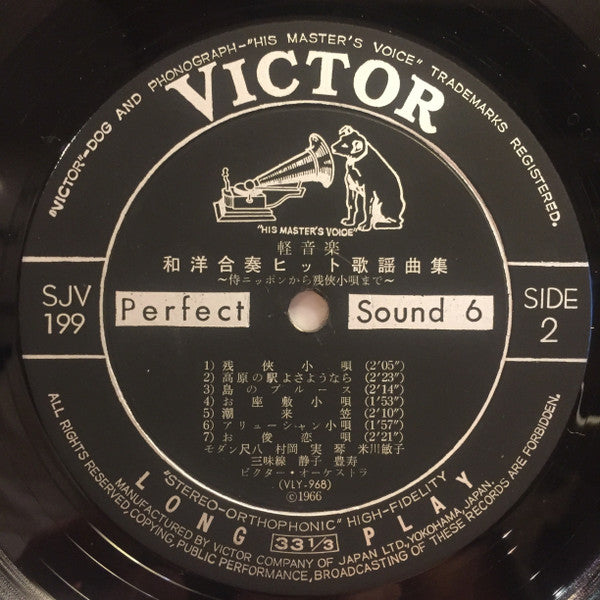 "VICTOR"-DOG AND PHONOGRAPH-"HIS MASTER'S VOICE" TRADEMARKS REGISTERED.
VICTOR
"HIS MASTER'S VOICE"
軽音楽
和洋合奏ヒット歌謡曲集
～侍ニッポンから残侠小唄まで～
SJV
199
Perfect Sound 6
SIDE
2
1) 残侠小唄 (2'05")
2) 高原の駅よさようなら (2'23")
3) 島のブルース (2'14")
4) お座敷小唄 (1'53")
5) 潮来笠 (2'10")
6) アリューシャン小唄 (1'57")
7) お俊恋唄 (2'21")
モダン尺八 村岡 実 琴 米川敏子
三味線 静子 豊寿
ビクター・オーケストラ
(VLY-968)
©1966
"STEREO-ORTHOPHONIC" HIGH-FIDELITY
LONG 33 1/3 PLAY
MANUFACTURED BY VICTOR COMPANY OF JAPAN LTD. YOKOHAMA, JAPAN.
ALL RIGHTS RESERVED, COPYING, PUBLIC PERFORMANCE, BROADCASTING OF THESE RECORDS ARE FORBIDDEN.